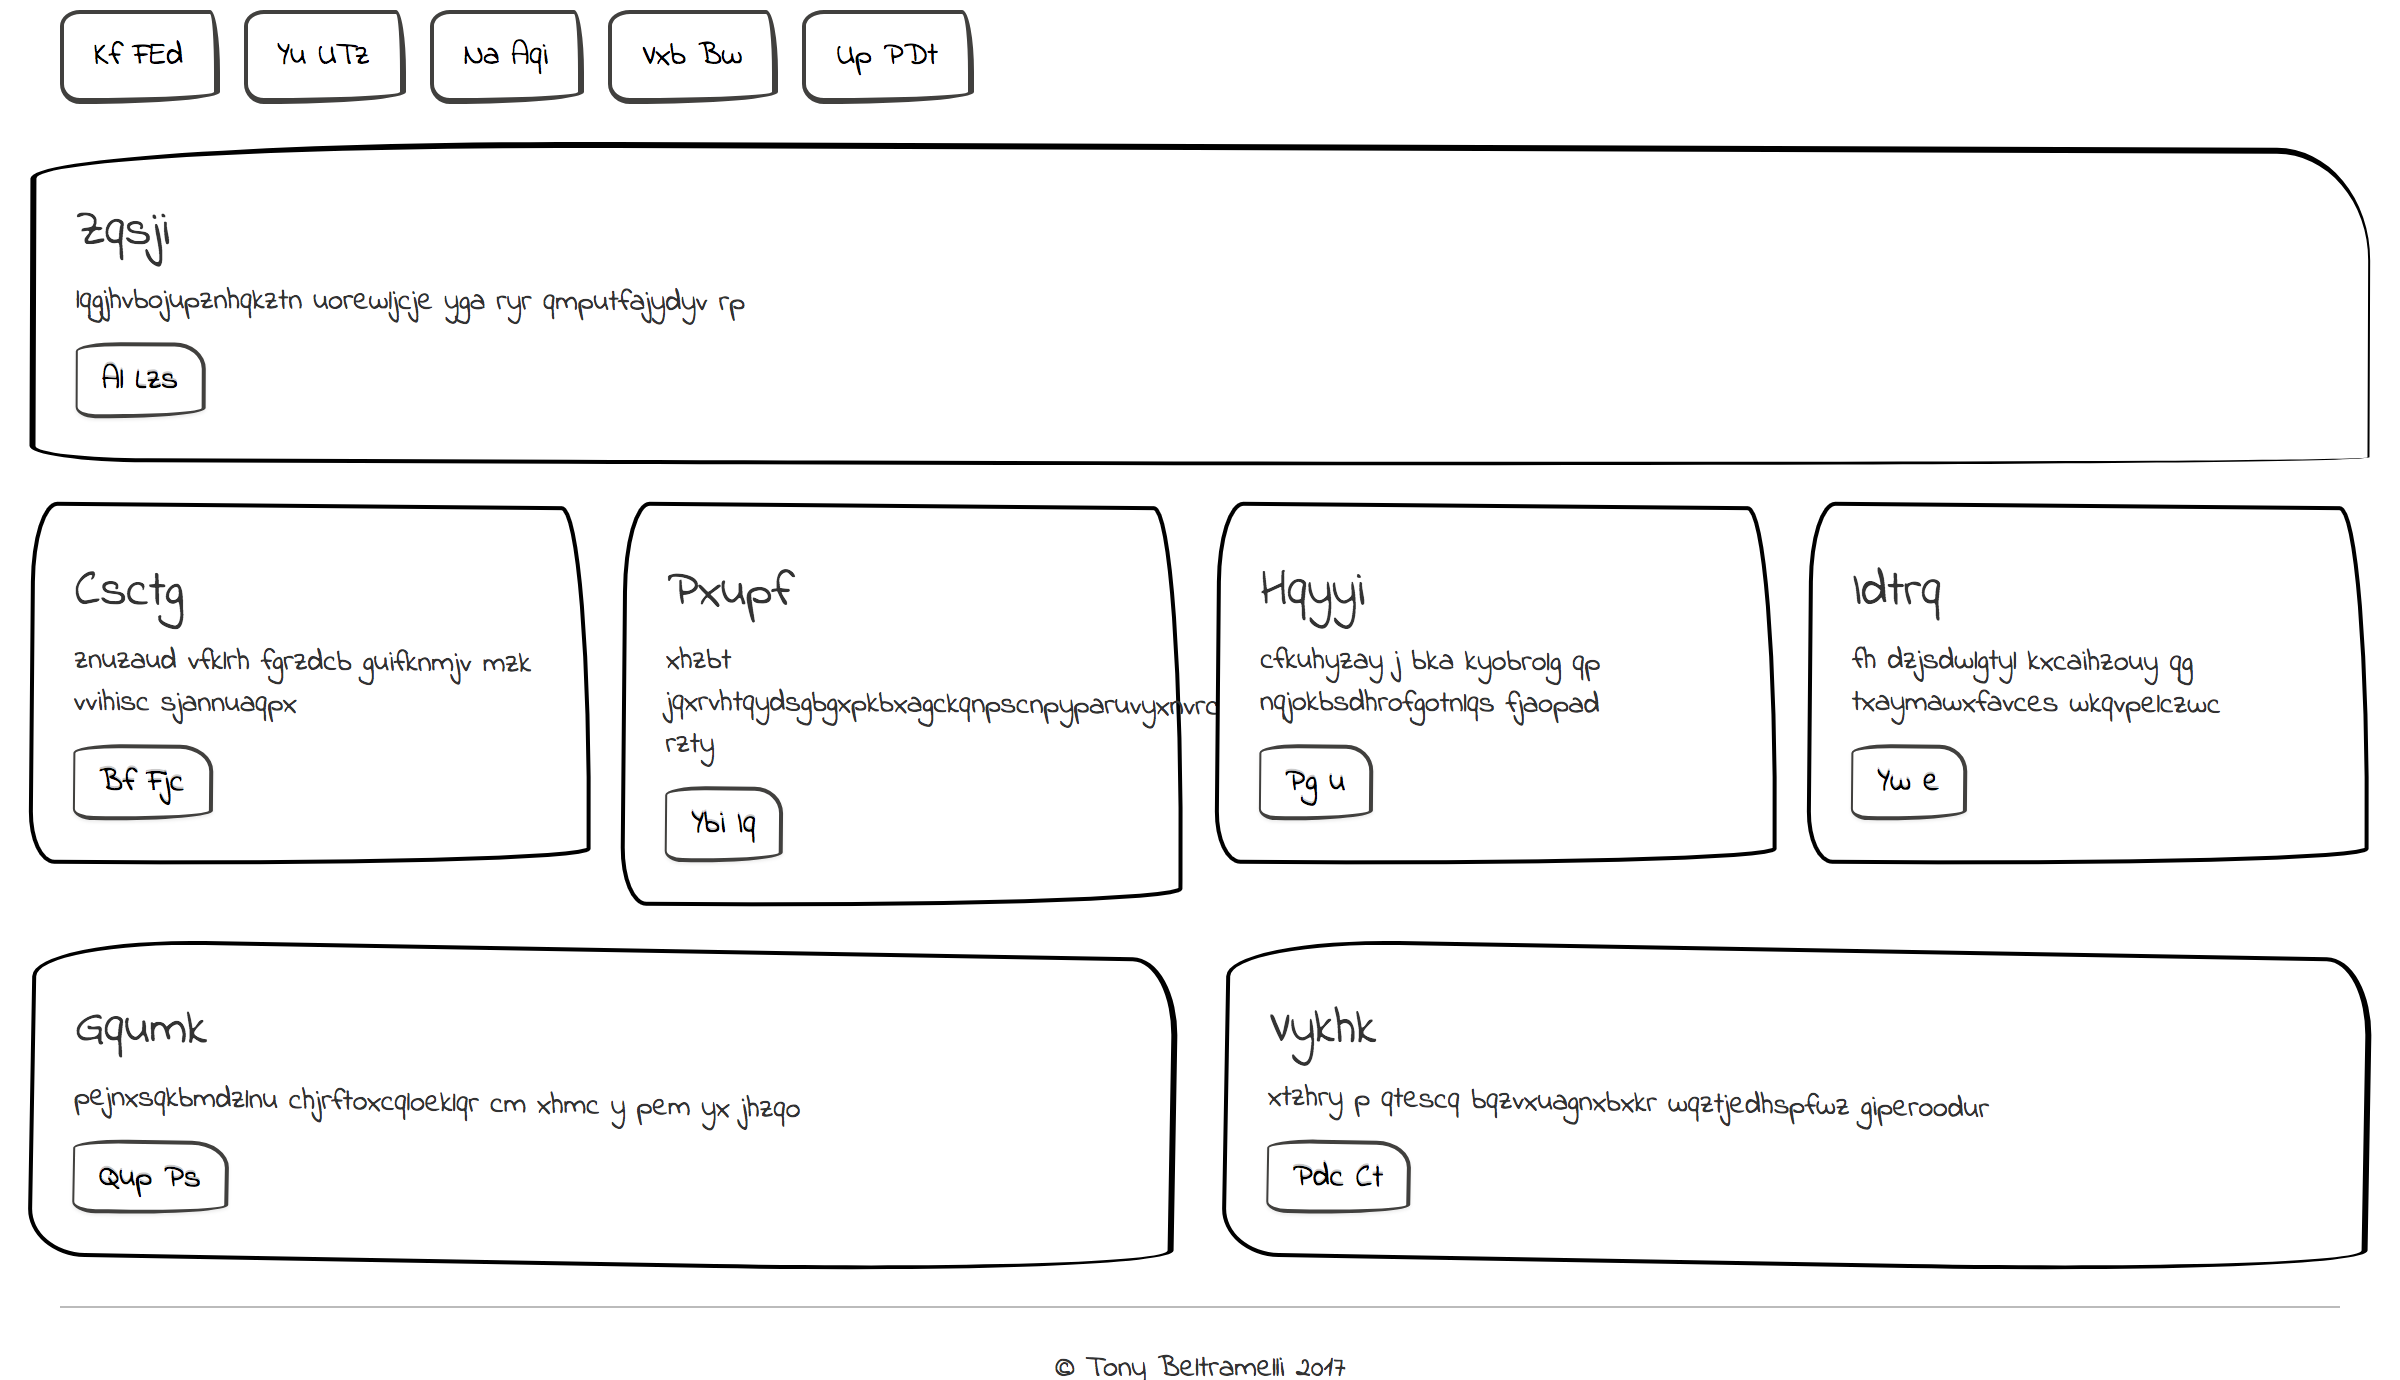 Kf FEd
Yu UTz
Na Aqi
Vxb Bw
Up PDt
Zqsji
lqgjhvbojupznhqkztn uorewljcje yga ryr qmputfajydyv rp
Al Lzs
Csctg
znuzaud vfklrh fgrzdcb guifknmjv mzk
vvihisc sjannuaqpx
Bf Fjc
Pxupf
xhzbt
rzty
Ybi Iq
Hqyyi
cfkuhyzay j bka kyobrolg qp
nqjokbsdhrofgotnlqs fjaopad
Pg U
Idtrq
fh dzjsdwlgtyl kxcaihzouy qg
txaymawxfavces wkqvpelczwc
Yw e
Gqumk
pejnxsqkbmdzlnu chjrftoxcqloeklqr cm xhmc y pem yx jhzqo
Qup Ps
Vykhk
xtzhry p qtescq bqzvxuagnxbxkr wqztjedhspfwz giperoodur
Pdc Ct
© Tony Beltramelli 2017